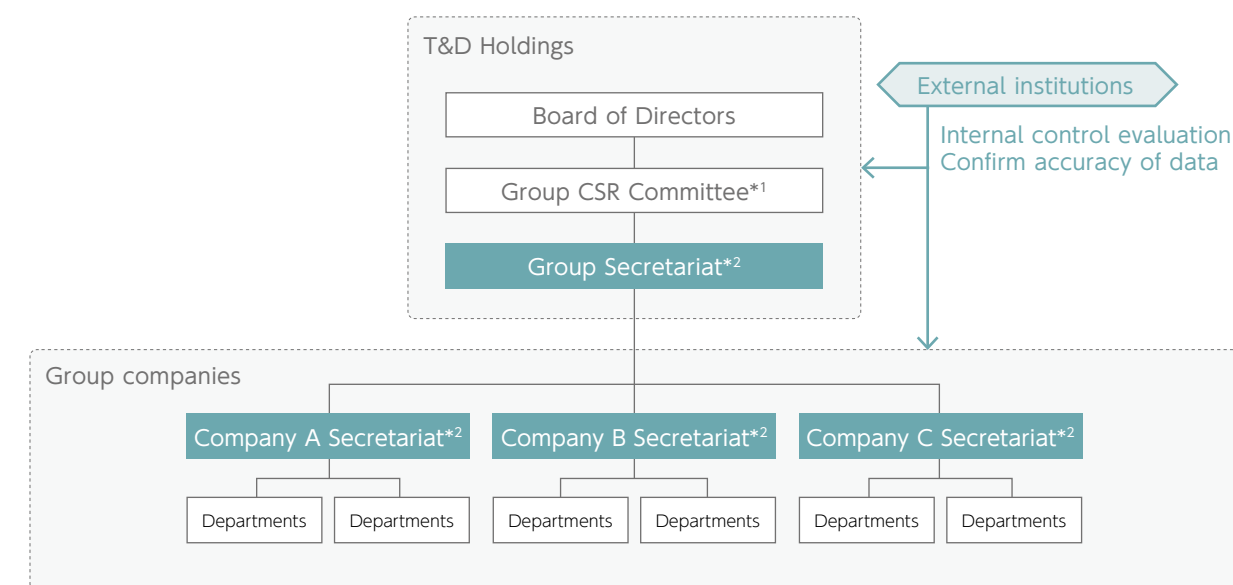 T&D Holdings
Board of Directors
Group CSR Committee*1
Group Secretariat*2
External institutions
Internal control evaluation
Confirm accuracy of data
Group companies
Company A Secretariat*2
Company B Secretariat*2
Company C Secretariat*2
Departments
Departments
Departments
Departments
Departments
Departments